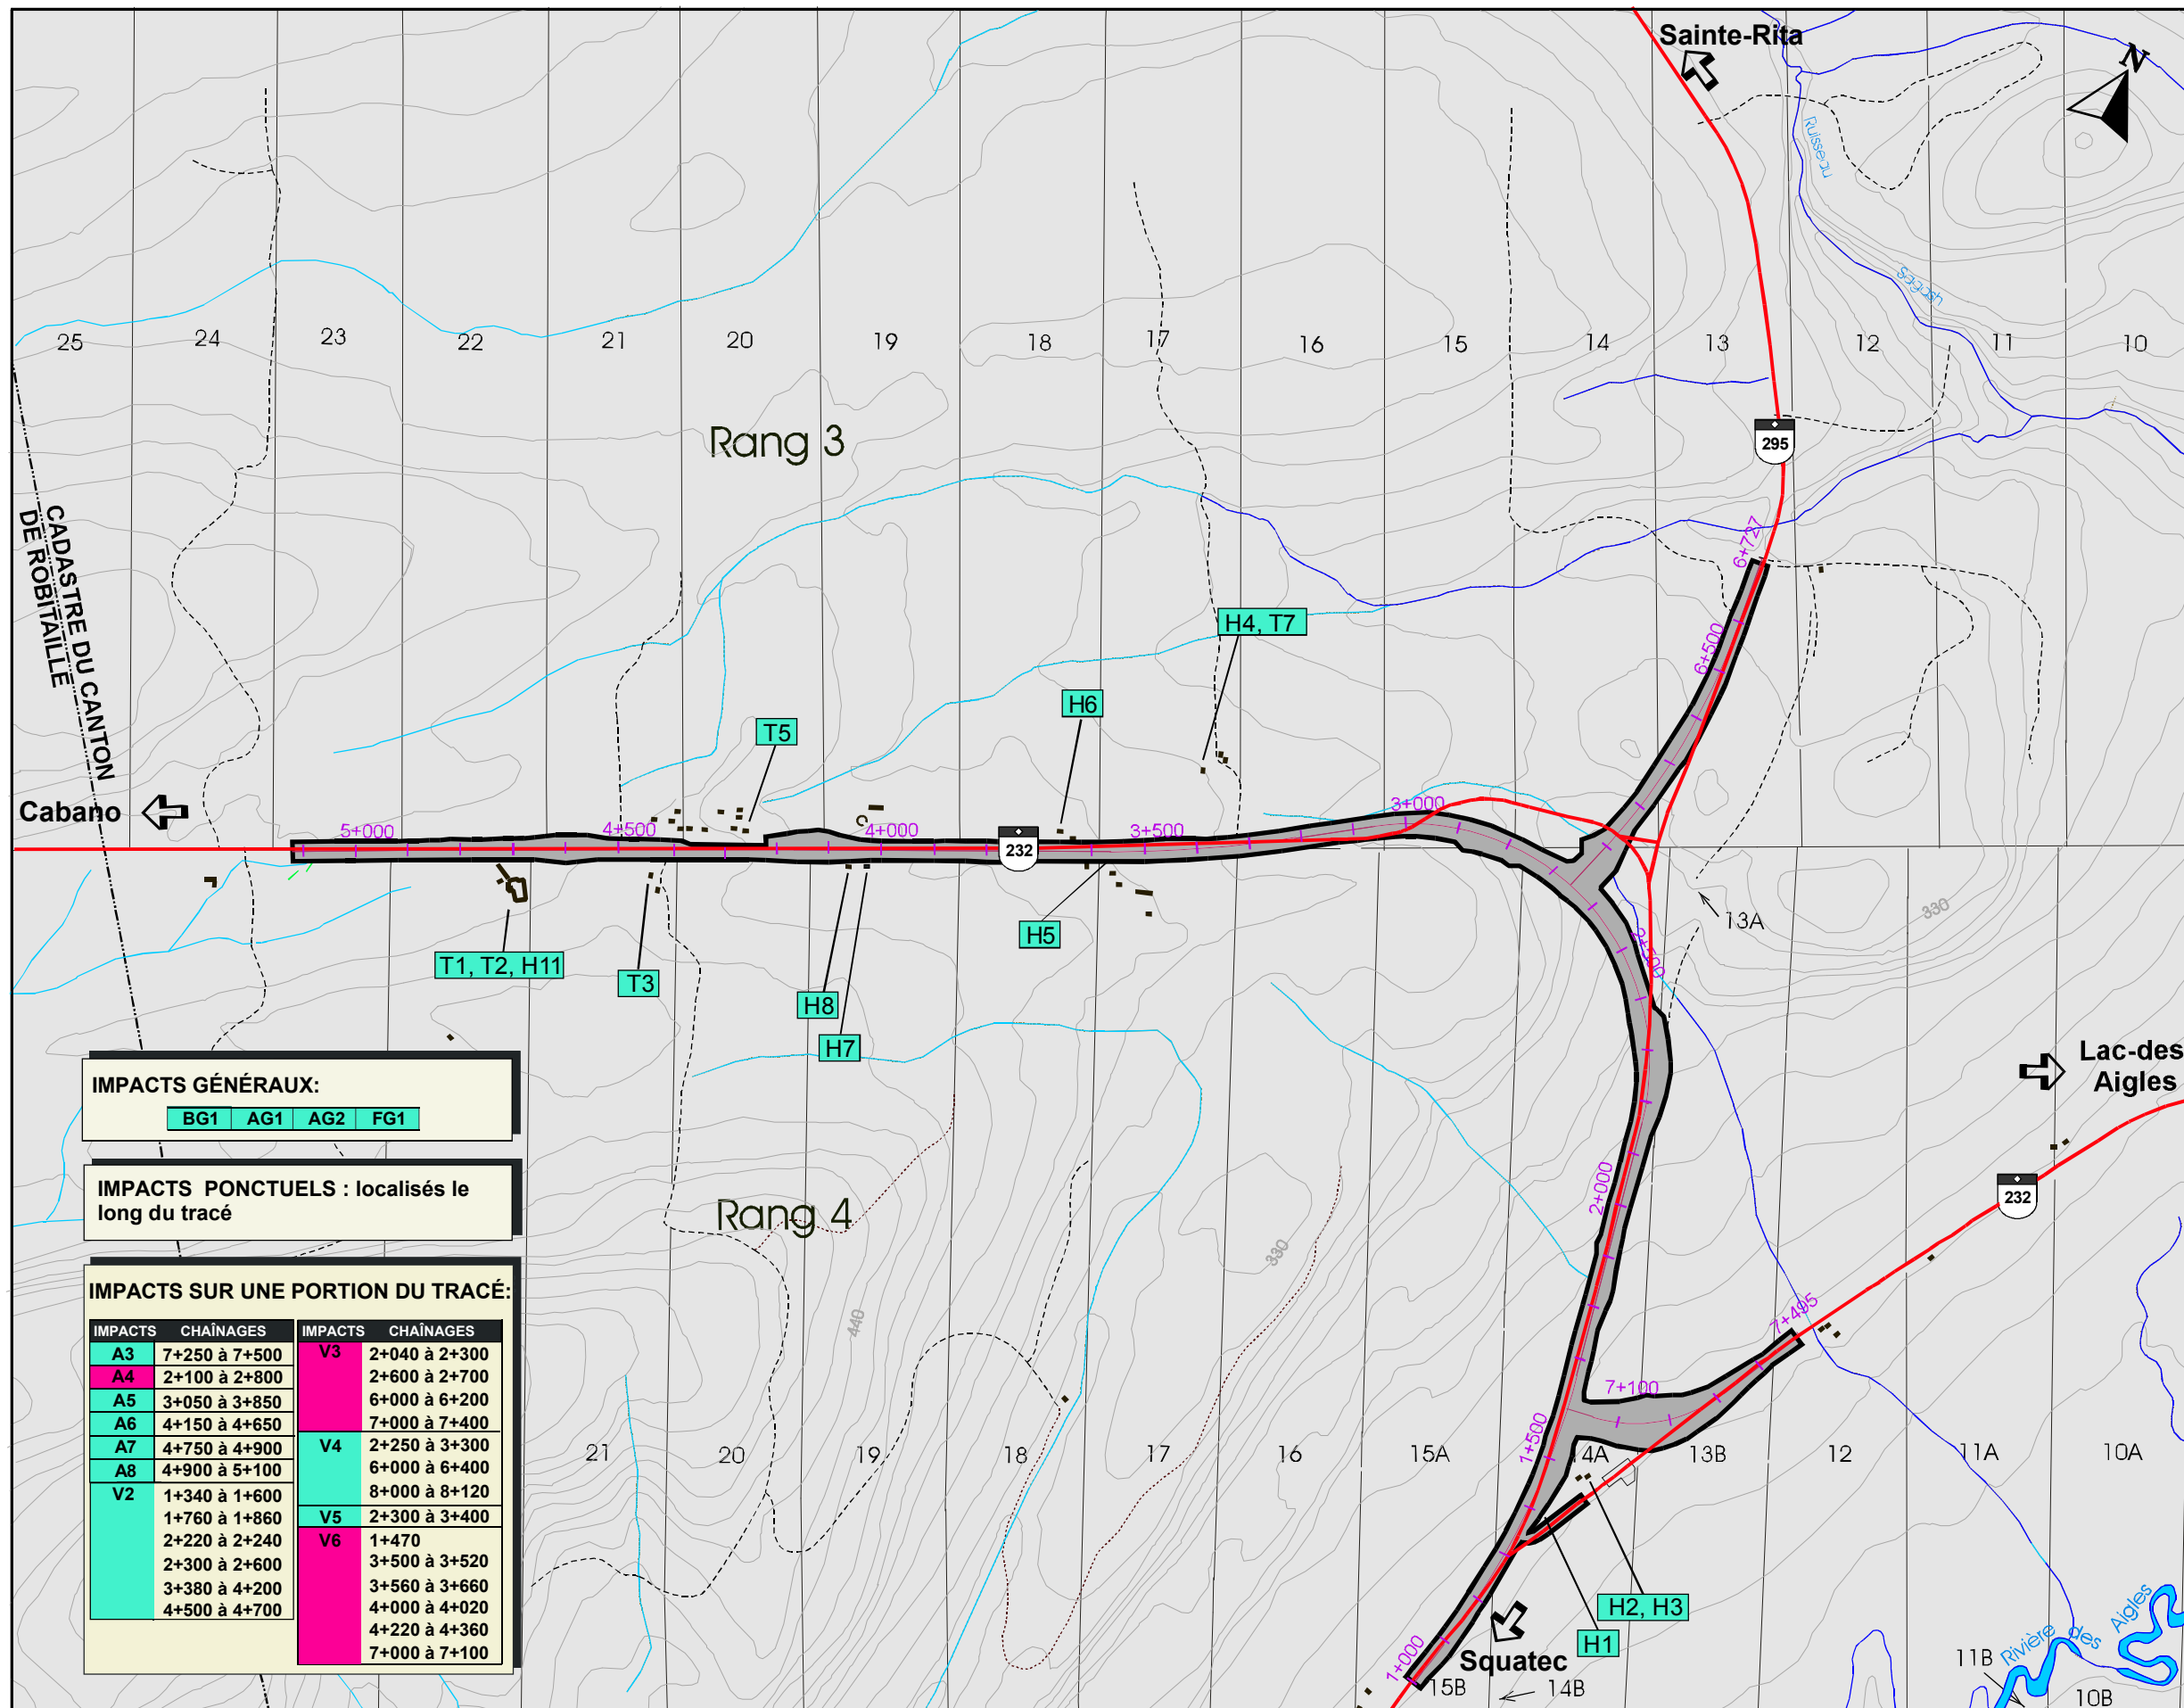 Sainte-Rita
N
Ruisseau
Sagash
25 24 23 22 21 20 19 18 17 16 15 14 13 12 11 10
Rang 3
295
CADASTRE DU CANTON
DE ROBITAILLE
6+727
H4, T7
6+500
H6
T5
Cabano
5+000 4+500 4+000 3+500 3+000
232
330
13A
H5
2+500
T1, T2, H11
T3
H8
H7
Lac-des
Aigles
IMPACTS GÉNÉRAUX:
BG1 AG1 AG2 FG1
IMPACTS PONCTUELS : localisés le
long du tracé
Rang 4
2+000
232
330
440
7+495
7+100
1+500
21 20 19 18 17 16 15A 14A 13B 12 11A 10A
IMPACTS SUR UNE PORTION DU TRACÉ:
IMPACTS CHAÎNAGES
A3 7+250 à 7+500
A4 2+100 à 2+800
A5 3+050 à 3+850
A6 4+150 à 4+650
A7 4+750 à 4+900
A8 4+900 à 5+100
V2 1+340 à 1+600
1+760 à 1+860
2+220 à 2+240
2+300 à 2+600
3+380 à 4+200
4+500 à 4+700
IMPACTS CHAÎNAGES
V3 2+040 à 2+300
2+600 à 2+700
6+000 à 6+200
7+000 à 7+400
V4 2+250 à 3+300
6+000 à 6+400
8+000 à 8+120
V5 2+300 à 3+400
V6 1+470
3+500 à 3+520
3+560 à 3+660
4+000 à 4+020
4+220 à 4+360
7+000 à 7+100
H2, H3
H1
1+000
Squatec
15B
14B
11B
10B
Rivière des Aigles